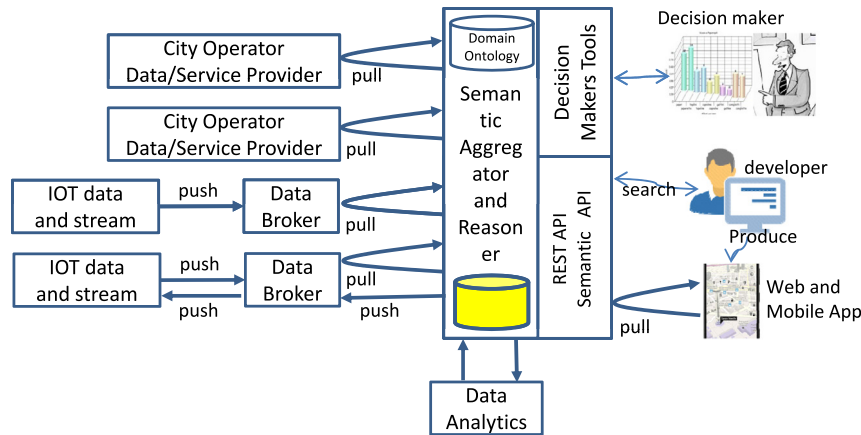 Decision maker
Domain
Ontology
City Operator
Data/Service Provider
pull
Decision
Makers Tools
City Operator
Data/Service Provider
pull
Seman
tic
Aggreg
ator
and
Reason
er
developer
search
IOT data
and stream
push
Data
Broker
pull
REST API
Semantic API
Produce
IOT data
and stream
push
push
Data
Broker
pull
push
Web and
Mobile App
pull
Data
Analytics